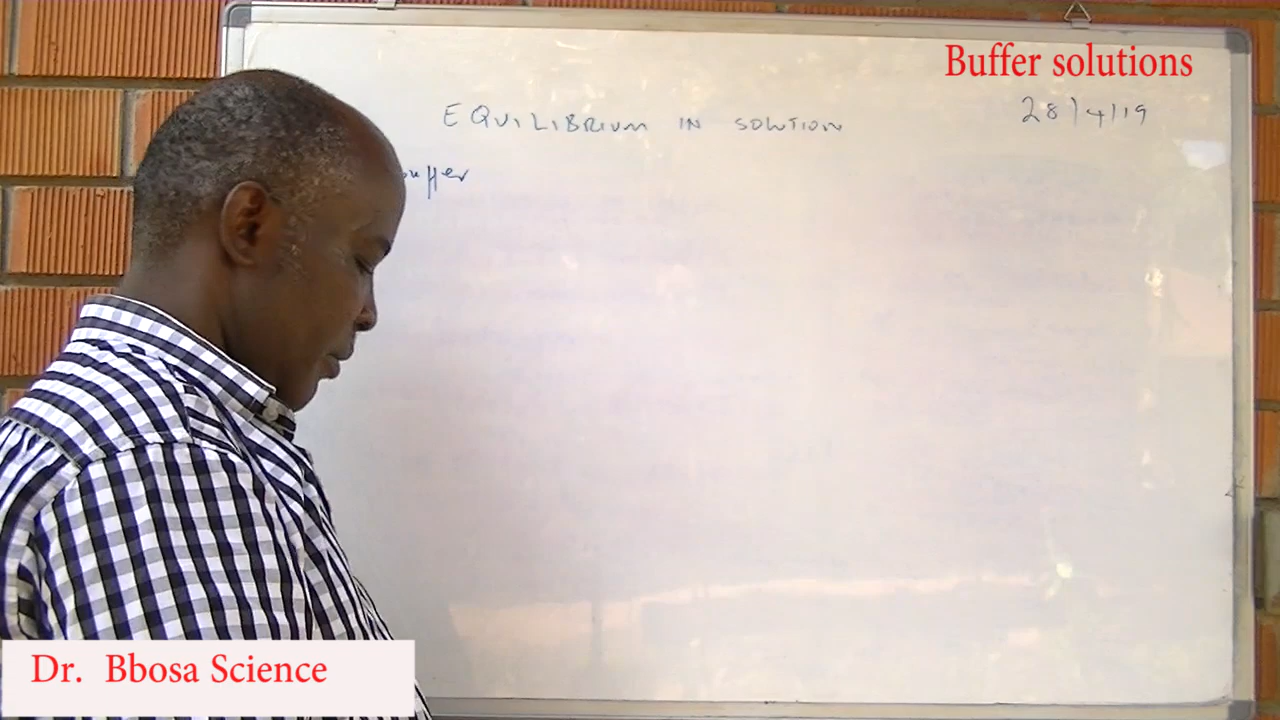 Buffer solutions
EQUILIBRIUM IN SOLUTION
28/4/19
Dr. Bbosa Science